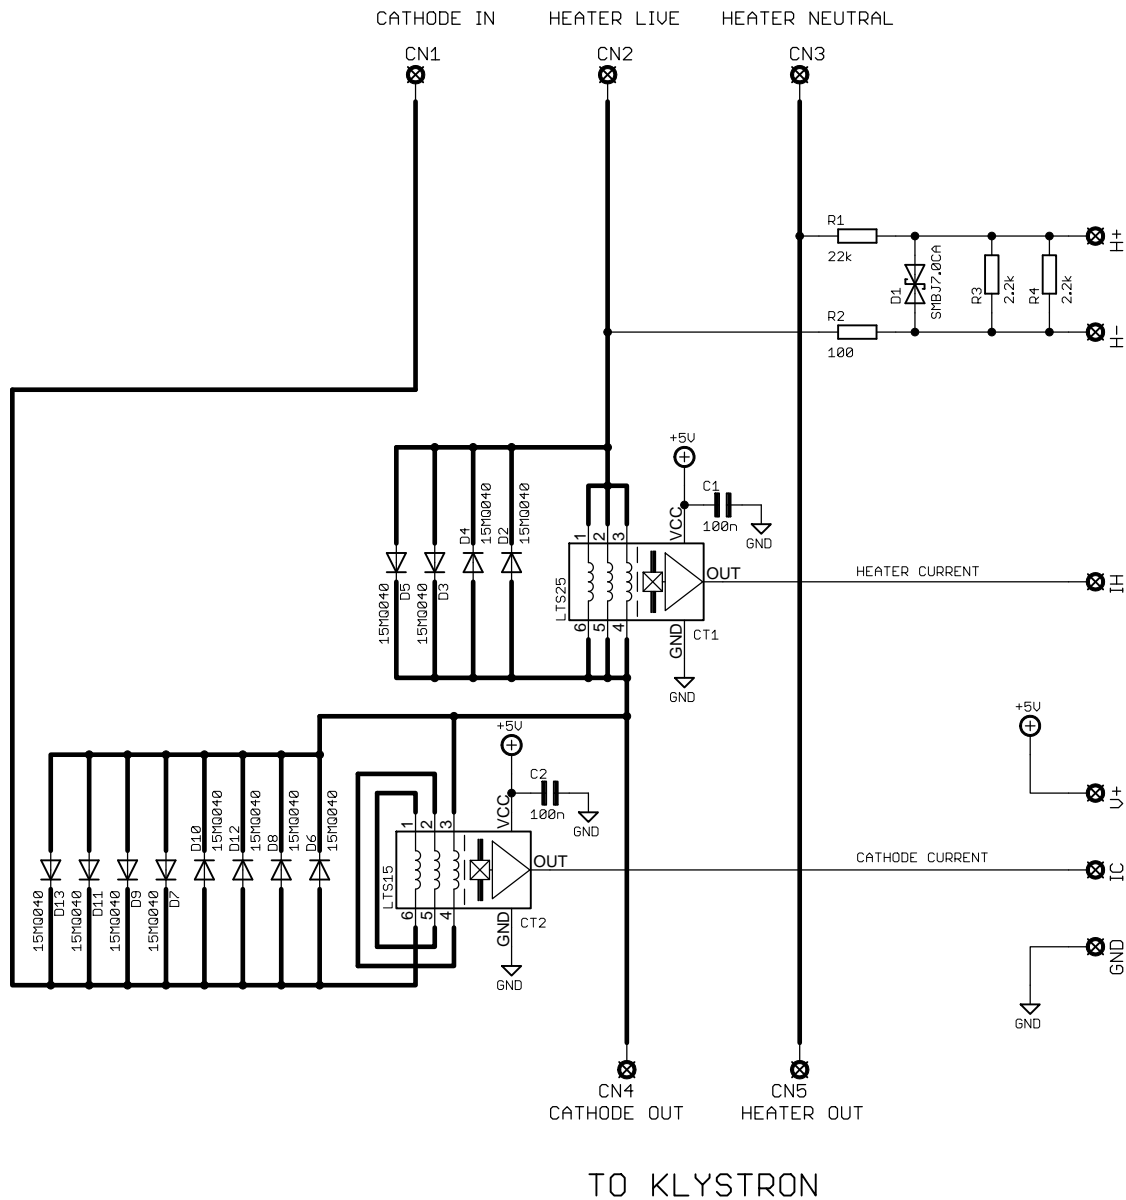 CATHODE IN
HEATER LIVE
HEATER NEUTRAL
CN1
CN2
CN3
R1
22k
D1
SMBJ7.0CA
R3
2.2k
R4
2.2k
H+
R2
100
H-
+5V
C1
100n
GND
VCC
D4
15MQ040
D2
15MQ040
1
2
3
OUT
HEATER CURRENT
IH
LTS25
15MQ040
D5
15MQ040
D3
6
5
4
GND
CT1
GND
+5V
+5V
V+
C2
100n
GND
VCC
D10
15MQ040
D12
15MQ040
D8
15MQ040
D6
15MQ040
1
2
3
OUT
CATHODE CURRENT
IC
LTS15
15MQ040
D13
15MQ040
D11
15MQ040
D9
15MQ040
D7
6
5
4
GND
CT2
GND
GND
GND
CN4
CATHODE OUT
CN5
HEATER OUT
TO KLYSTRON